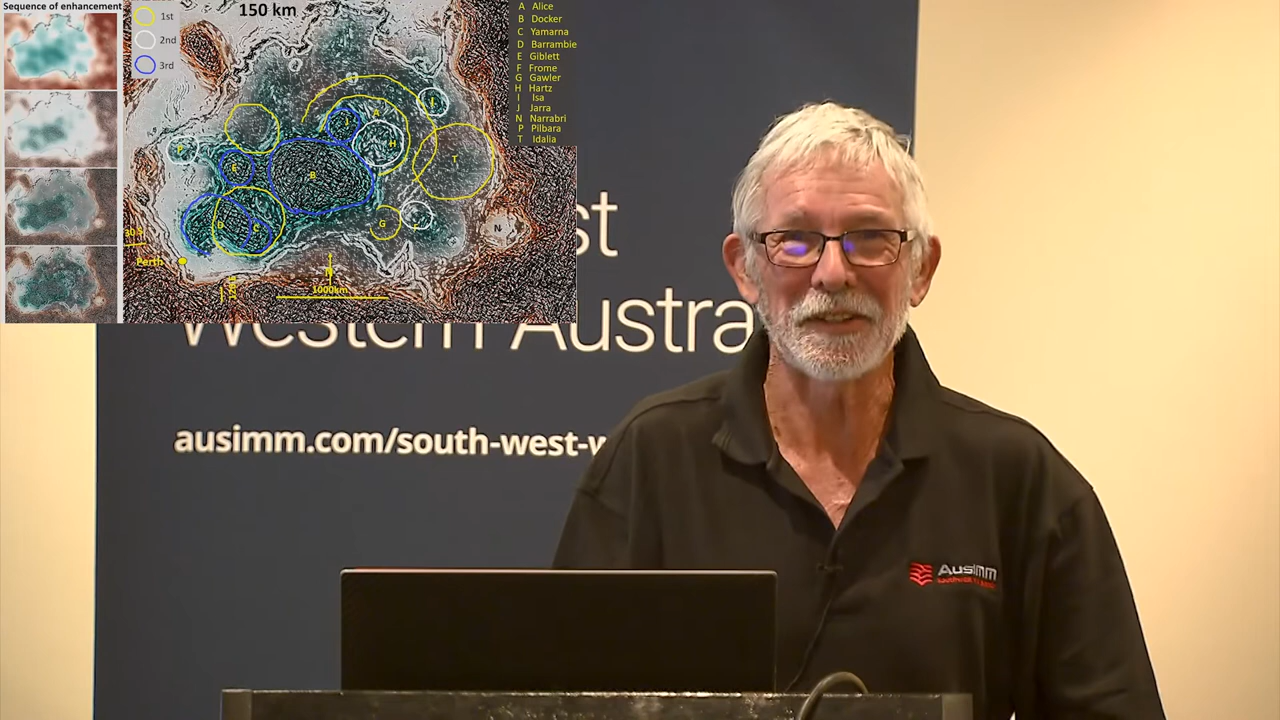 Sequence of enhancement
1st
2nd
3rd
150 km
A Alice
B Docker
C Yamarna
D Barrambie
E Giblett
F Frome
G Gawler
H Hartz
I Isa
J Jarra
N Narrabri
P Pilbara
T Idalia
A
I
J
H
T
P
E
B
D
C
G
N
Perth
N
1000km
st
Western Austra
ausimm.com/south-west-w
AusIMM